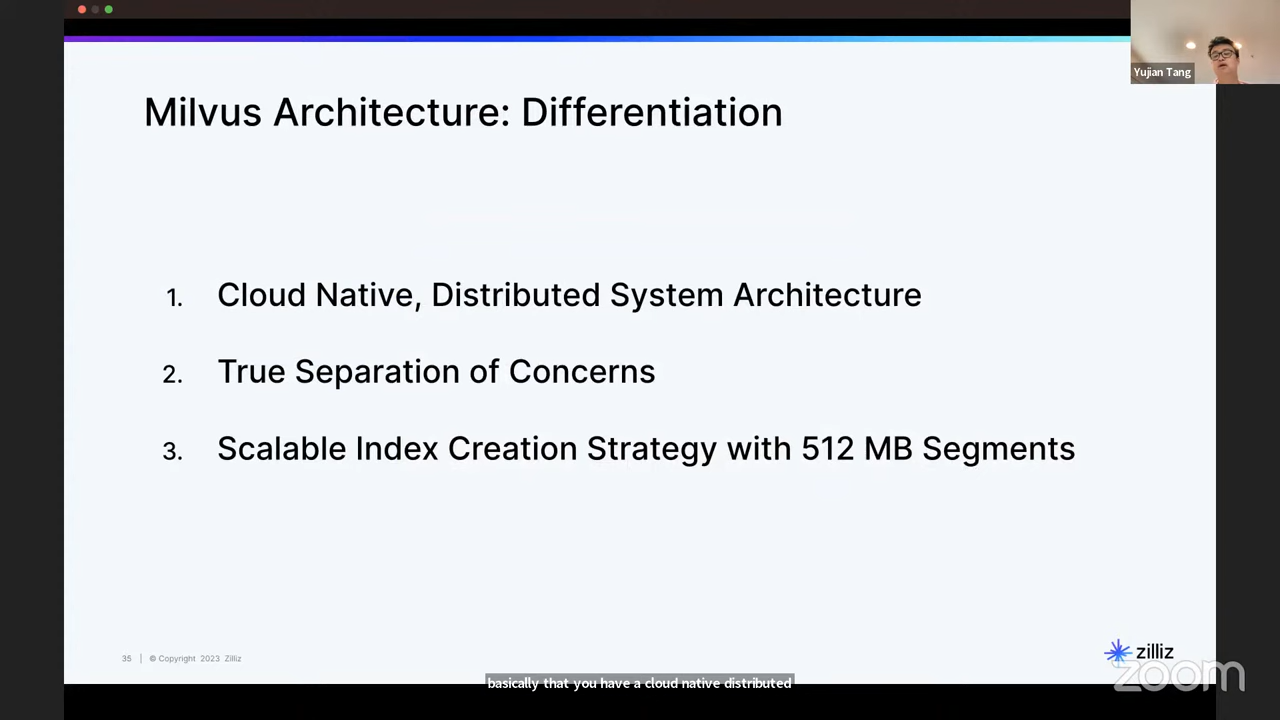 Yujian Tang
Milvus Architecture: Differentiation
1. Cloud Native, Distributed System Architecture
2. True Separation of Concerns
3. Scalable Index Creation Strategy with 512 MB Segments
35 | © Copyright 2023 Zilliz
zilliz
zoom
basically that you have a cloud native distributed